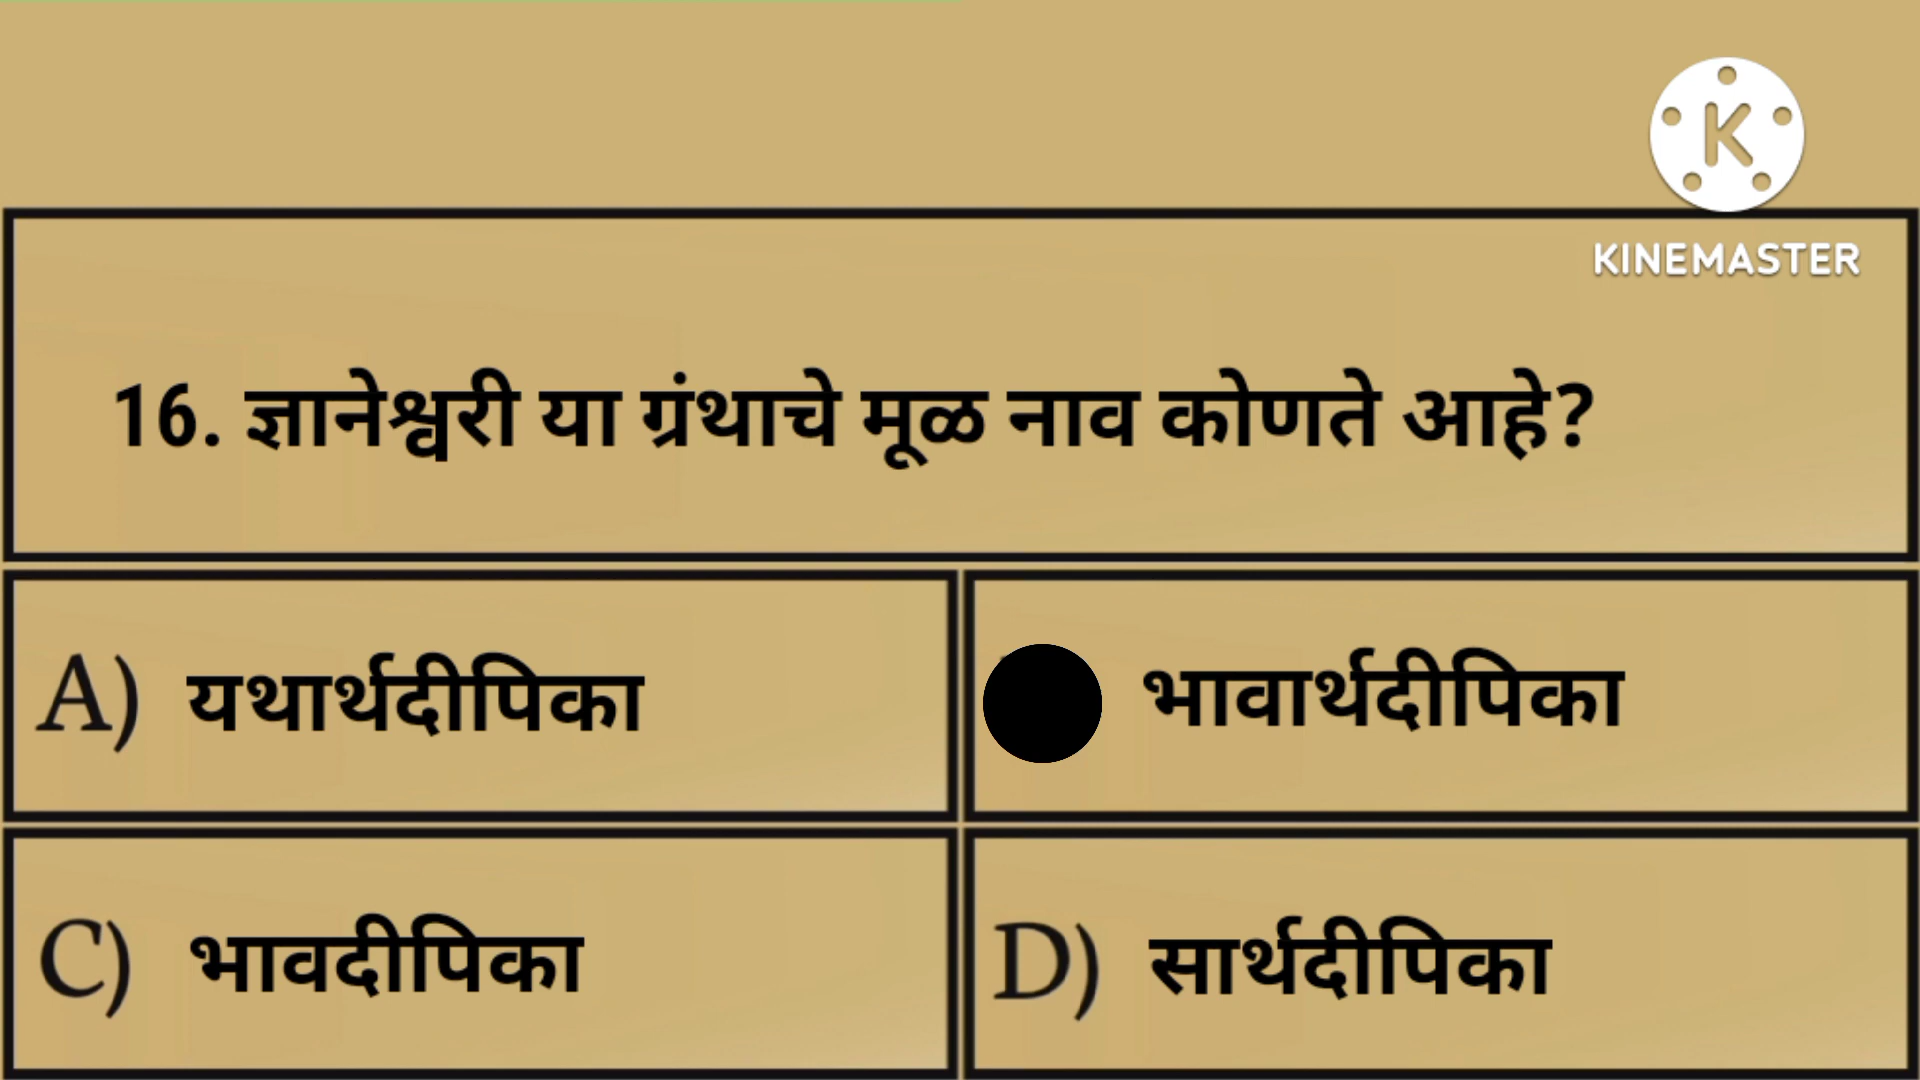 K
KINEMASTER
16. ज्ञानेश्वरी या ग्रंथाचे मूळ नाव कोणते आहे?
A) यथार्थदीपिका
भावार्थदीपिका
C) भावदीपिका
D) सार्थदीपिका